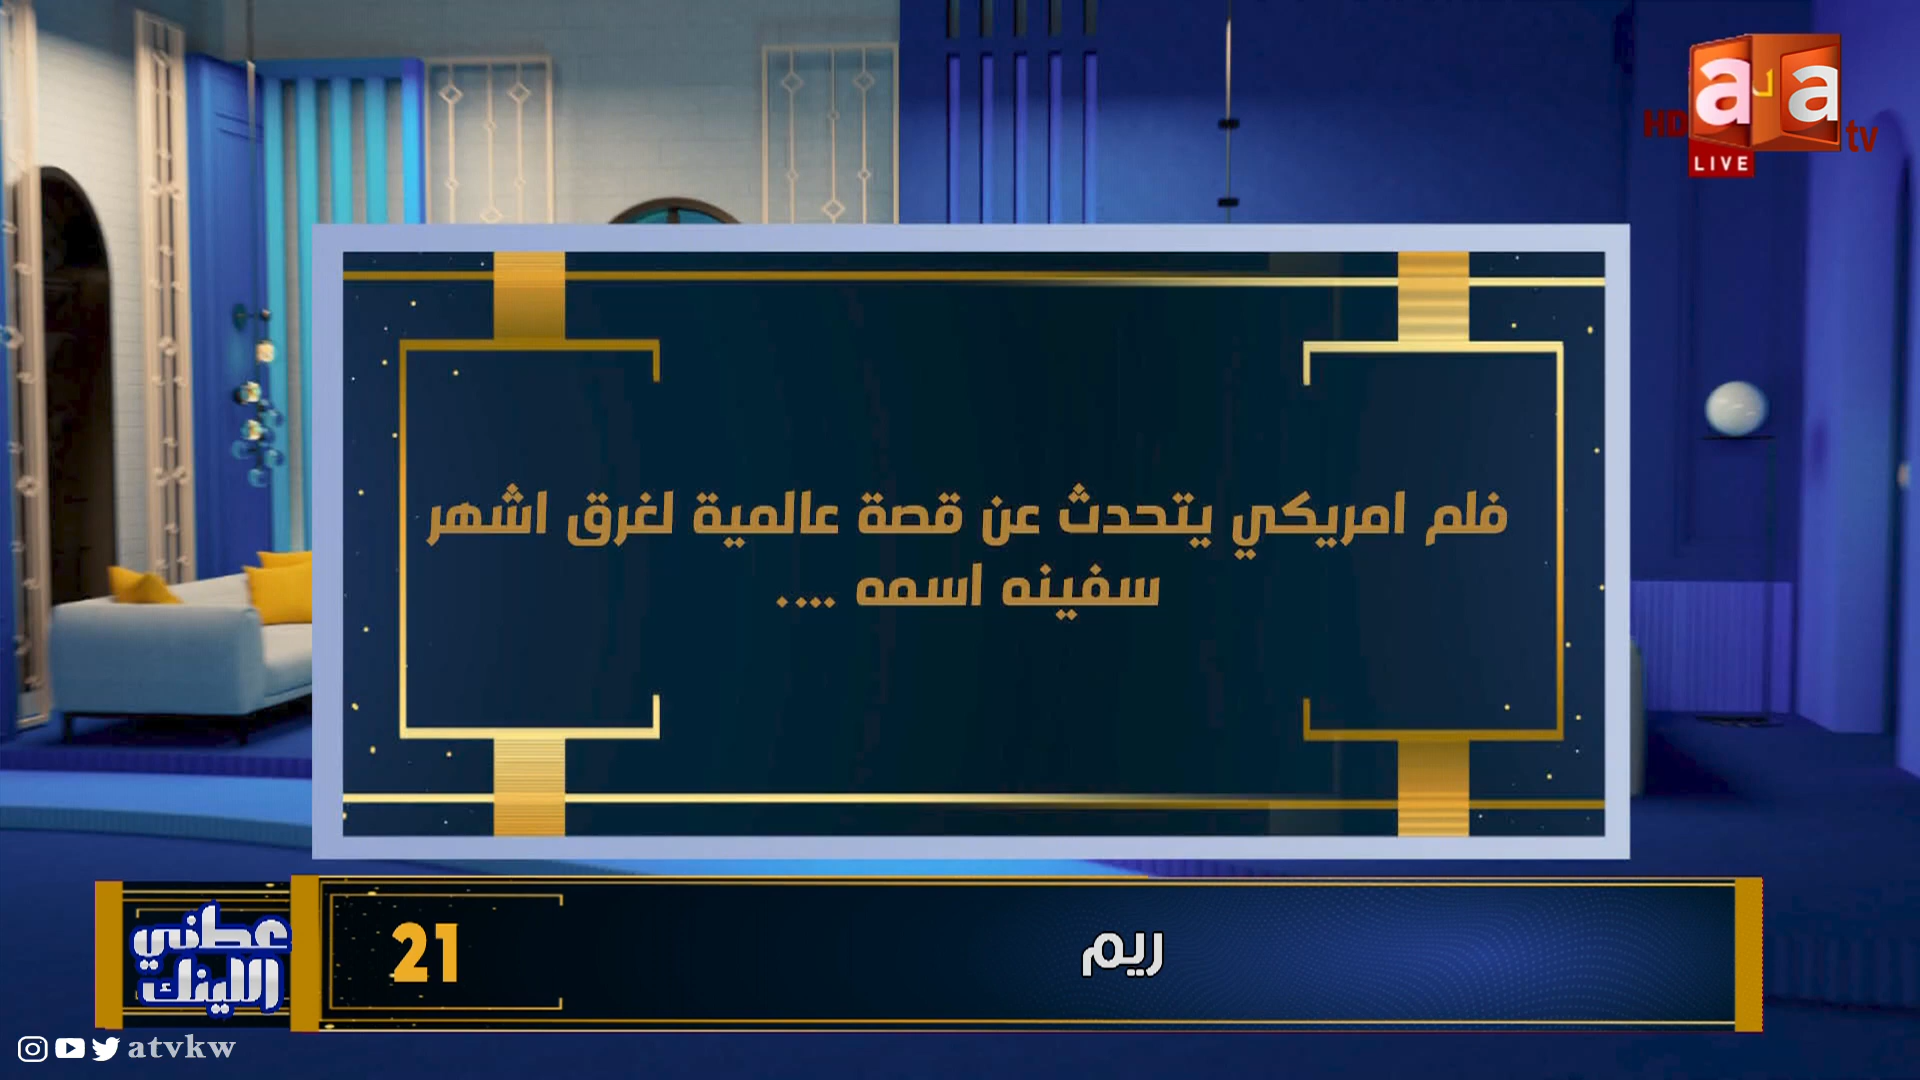 HD
a a
tv
LIVE
فلم امريكي يتحدث عن قصة عالمية لغرق اشهر
سفينه اسمه ....
ريم
21
عطني
اللينك
atvkw